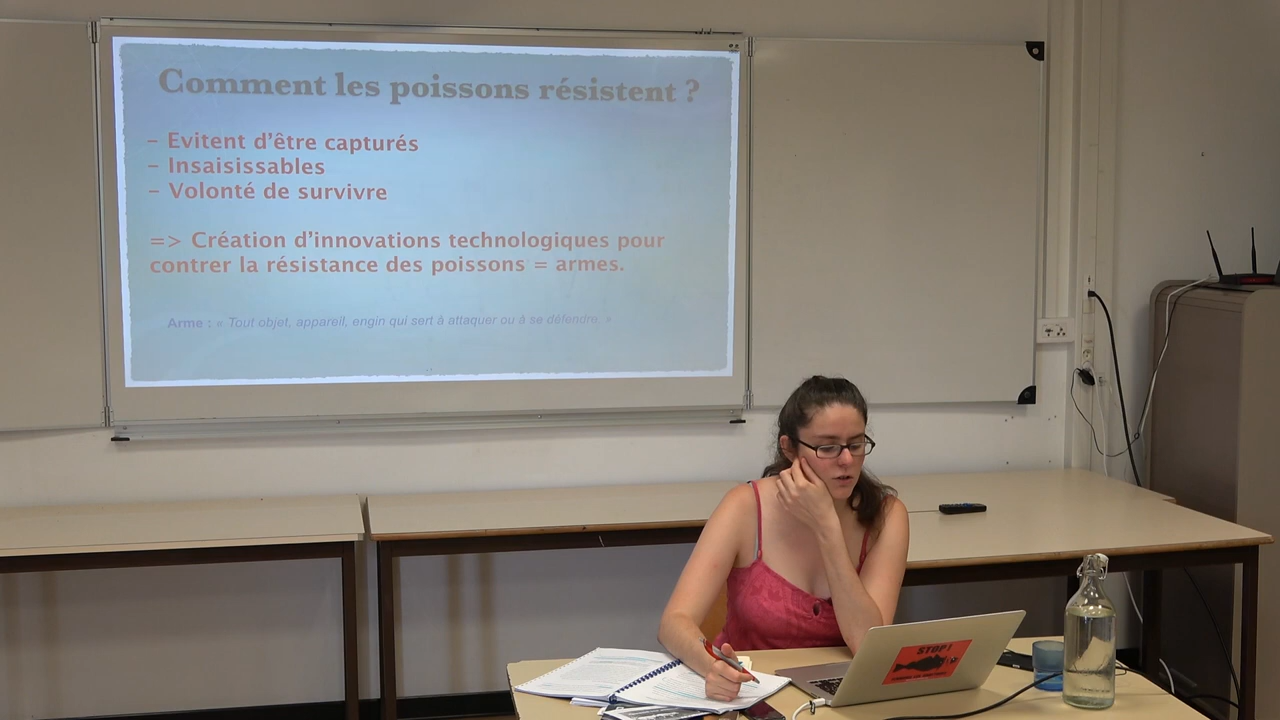 Comment les poissons résistent ?
- Evitent d'être capturés
- Insaisissables
- Volonté de survivre
=> Création d'innovations technologiques pour
contrer la résistance des poissons = armes.
Arme : « Tout objet, appareil, engin qui sert à attaquer ou à se défendre. »
STOP !